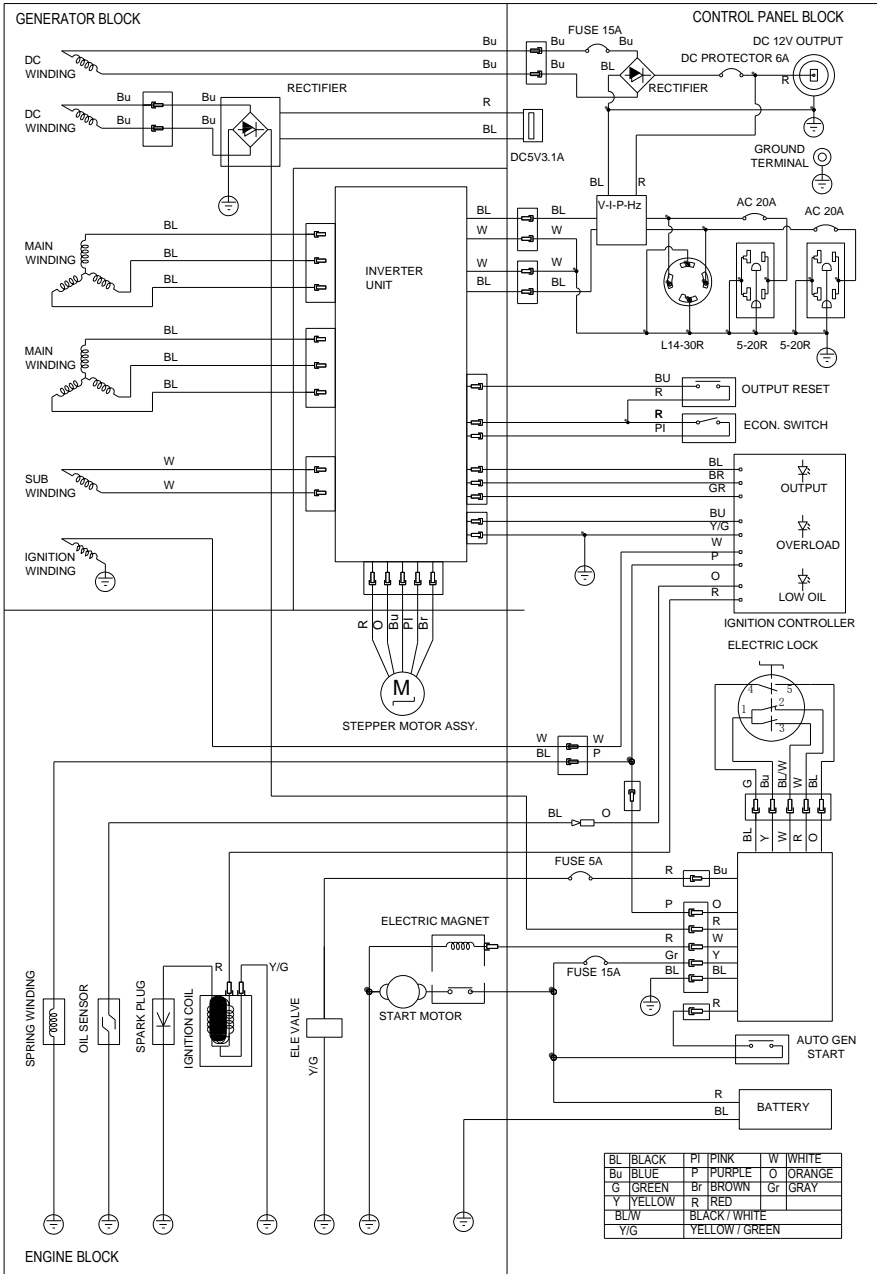 GENERATOR BLOCK
CONTROL PANEL BLOCK
FUSE 15A
DC 12V OUTPUT
DC PROTECTOR 6A
Bu Bu Bu
BL
R
DC
WINDING
Bu Bu
RECTIFIER
RECTIFIER
DC
WINDING
Bu Bu
Bu Bu
R
BL
DC5V3.1A
GROUND
TERMINAL
BL R
V-I-P-Hz
AC 20A
AC 20A
MAIN
WINDING
BL
BL
BL
INVERTER
UNIT
BL BL
W W
W W
BL BL
L14-30R
5-20R
5-20R
MAIN
WINDING
BL
BL
BL
BU
R
OUTPUT RESET
R
PI
ECON. SWITCH
SUB
WINDING
W
W
BL
BR
GR
BU
Y/G
W
P
O
R
OUTPUT
OVERLOAD
LOW OIL
IGNITION CONTROLLER
IGNITION
WINDING
R
O
Bu
PI
Br
M
STEPPER MOTOR ASSY.
ELECTRIC LOCK
4
5
1
2
3
W W
BL P
G
Bu
BL/W
W
BL
BL
Y
W
R
O
BL O
FUSE 5A
R Bu
P O
R
R W
Gr Y
BL BL
FUSE 15A
R
ELECTRIC MAGNET
START MOTOR
SPRING WINDING
OIL SENSOR
SPARK PLUG
IGNITION COIL
R
Y/G
ELE VALVE
Y/G
AUTO GEN
START
R
BL
BATTERY
BL BLACK PI PINK W WHITE
Bu BLUE P PURPLE O ORANGE
G GREEN Br BROWN Gr GRAY
Y YELLOW R RED
BL/W BLACK / WHITE
Y/G YELLOW / GREEN
ENGINE BLOCK